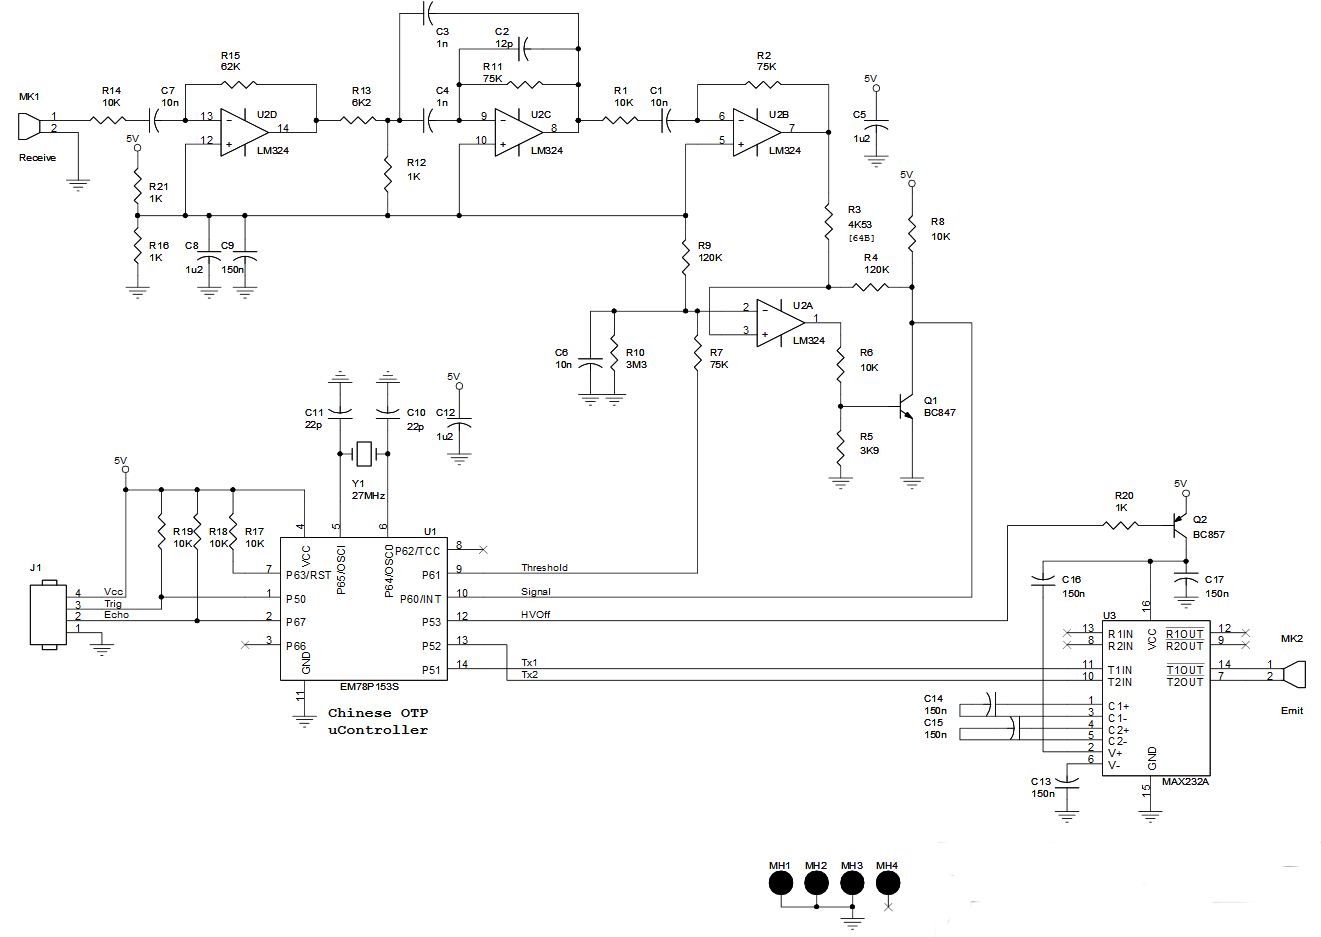 C3
1n
C2
12p
R11
75K
R15
62K
R2
75K
5V
MK1
R14
10K
C7
10n
R13
6K2
C4
1n
R1
10K
C1
10n
C5
1u2
1
2
13
12
14
U2D
LM324
9
10
8
U2C
LM324
6
5
7
U2B
LM324
Receive
5V
R21
1K
R12
1K
5V
R3
4K53
[64B]
R8
10K
R16
1K
C8
1u2
C9
150n
R9
120K
R4
120K
2
3
1
U2A
LM324
C6
10n
R10
3M3
R7
75K
R6
10K
Q1
BC847
R5
3K9
C11
22p
C10
22p
5V
C12
1u2
Y1
27MHz
5V
R19
10K
R18
10K
R17
10K
4
5
6
U1
VCC
P65/OSCI
P64/OSCO
P62/TCC
8
7
P63/RST
P61
9
Threshold
1
P50
P60/INT
10
Signal
2
P67
P53
12
HVOff
3
P66
P52
13
P51
14
Tx1
Tx2
GND
11
EM78P153S
Chinese OTP
uController
J1
4
Vcc
3
Trig
2
Echo
1
5V
R20
1K
Q2
BC857
C16
150n
C17
150n
16
U3
VCC
13
R1IN
R1OUT
12
8
R2IN
R2OUT
9
11
T1IN
T1OUT
14
10
T2IN
T2OUT
7
1
C1+
3
C1-
4
C2+
5
C2-
2
V+
6
V-
GND
15
MAX232A
MK2
1
2
Emit
C14
150n
C15
150n
C13
150n
MH1
MH2
MH3
MH4